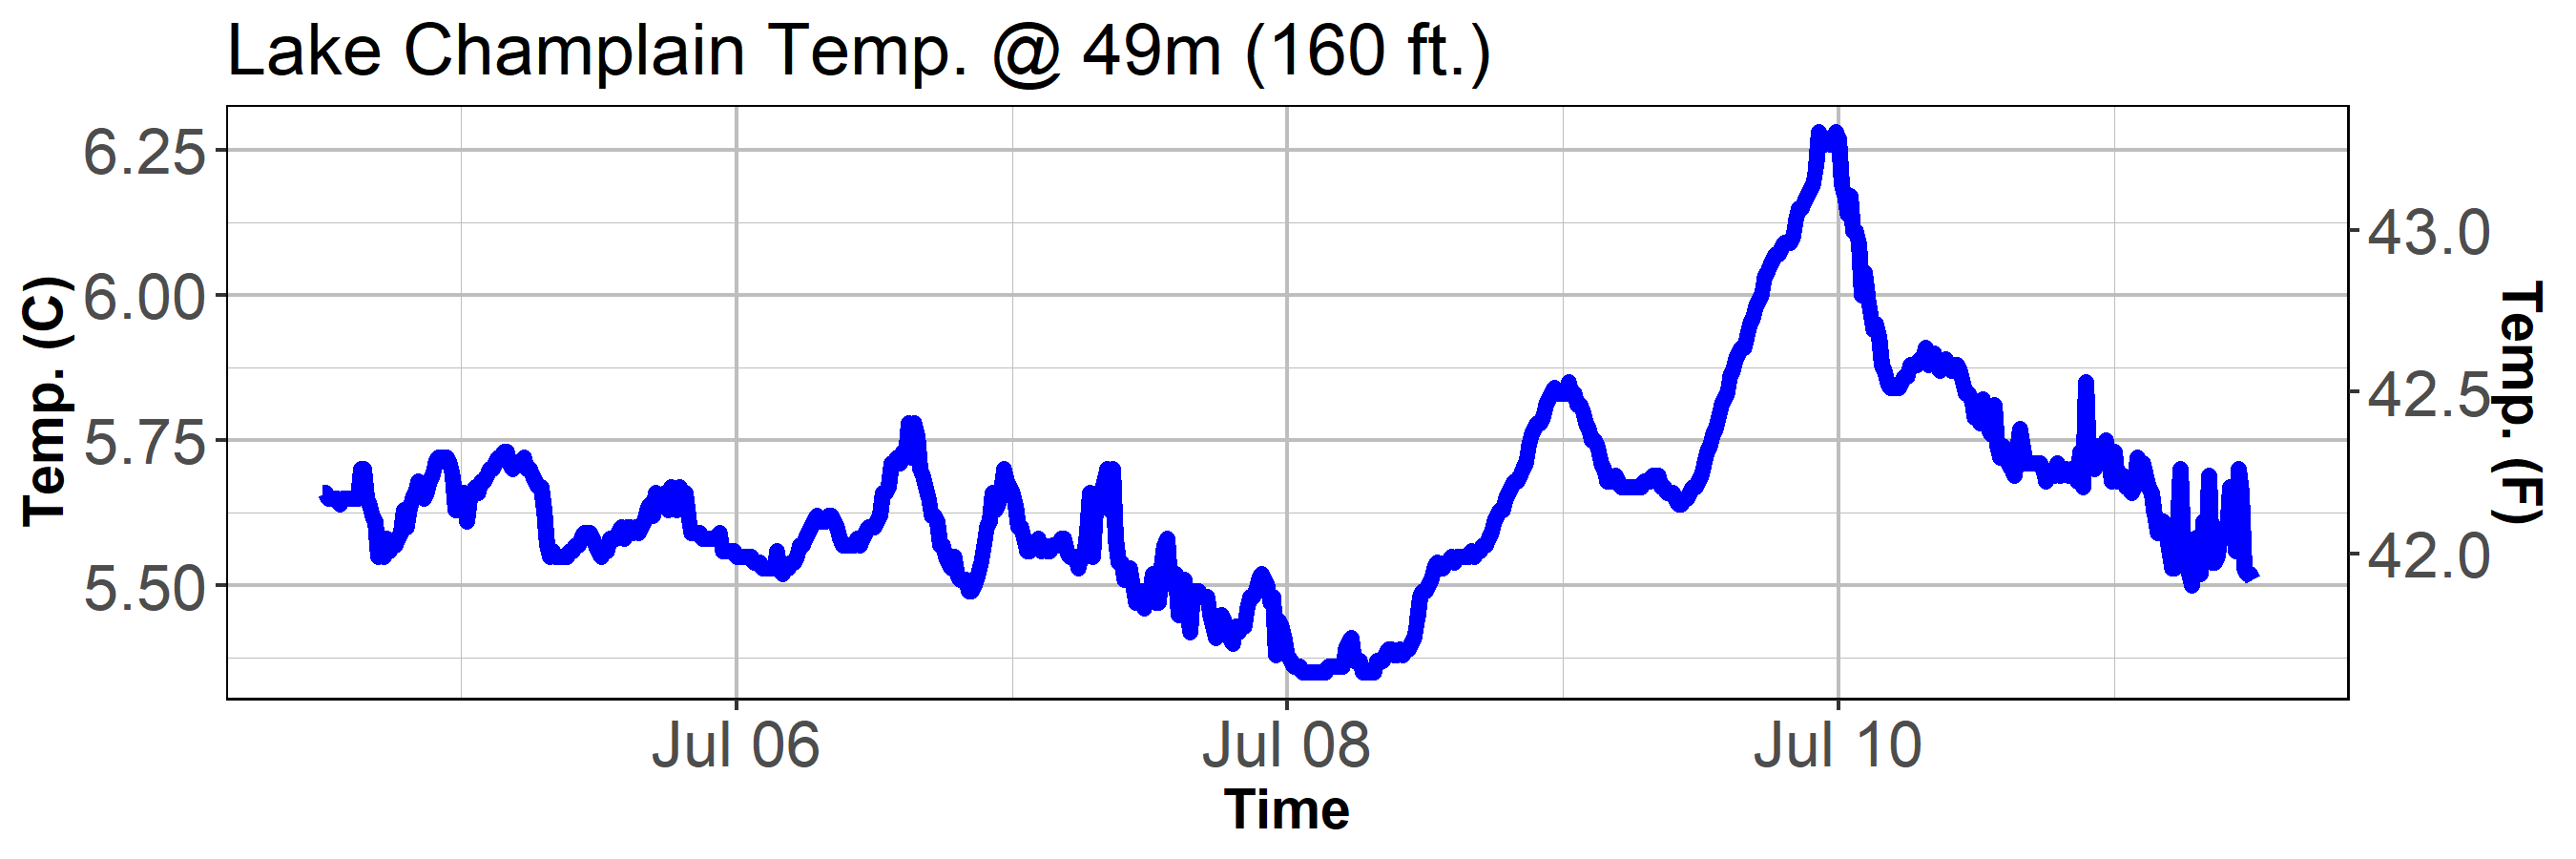 Lake Champlain Temp. @ 49m (160 ft.)
Temp. (C)
6.25
6.00
5.75
5.50
43.0
42.5
42.0
Temp. (F)
Jul 06
Jul 08
Jul 10
Time